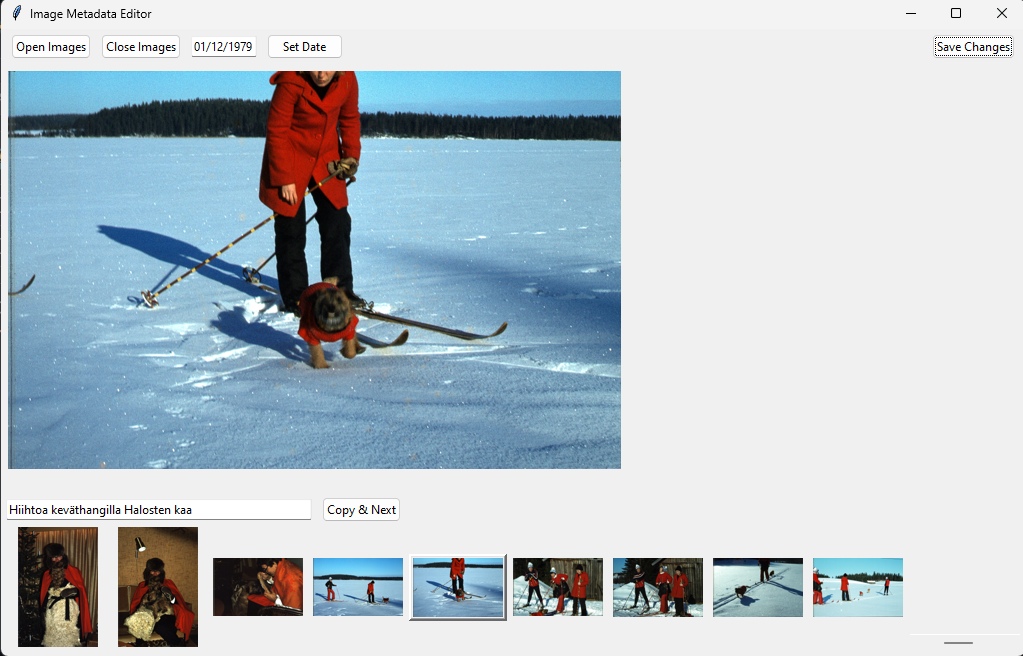 Image Metadata Editor
Open Images Close Images 01/12/1979 Set Date Save Changes
Hiihtoa keväthangilla Halosten kaa Copy & Next